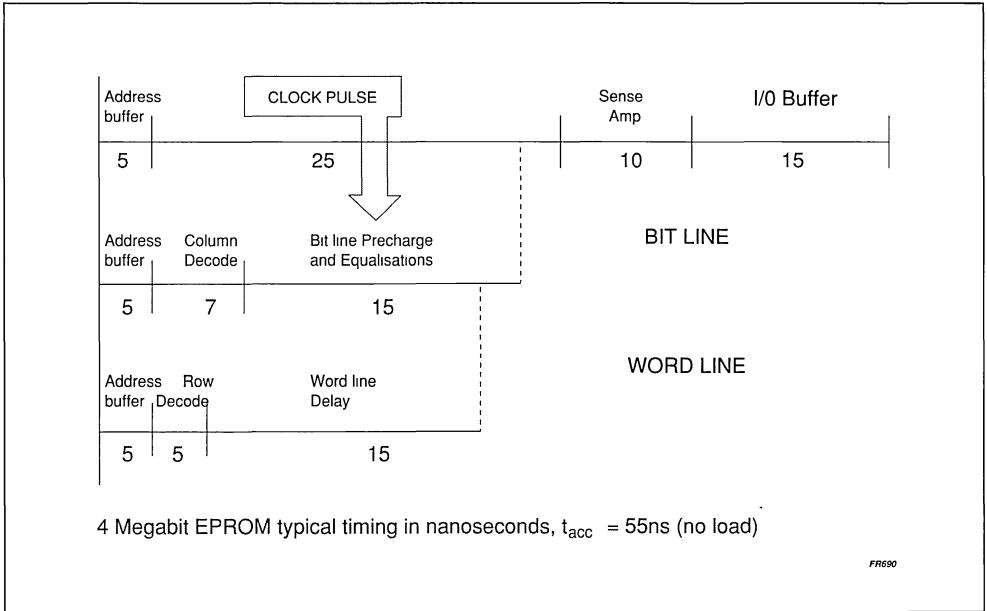 Address
buffer
CLOCK PULSE
Sense
Amp
I/0 Buffer
5
25
10
15
Address
buffer
Column
Decode
Bit line Precharge
and Equalisations
BIT LINE
5
7
15
WORD LINE
Address Row
buffer Decode
Word line
Delay
5
5
15
4 Megabit EPROM typical timing in nanoseconds, tacc = 55ns (no load)
FR690